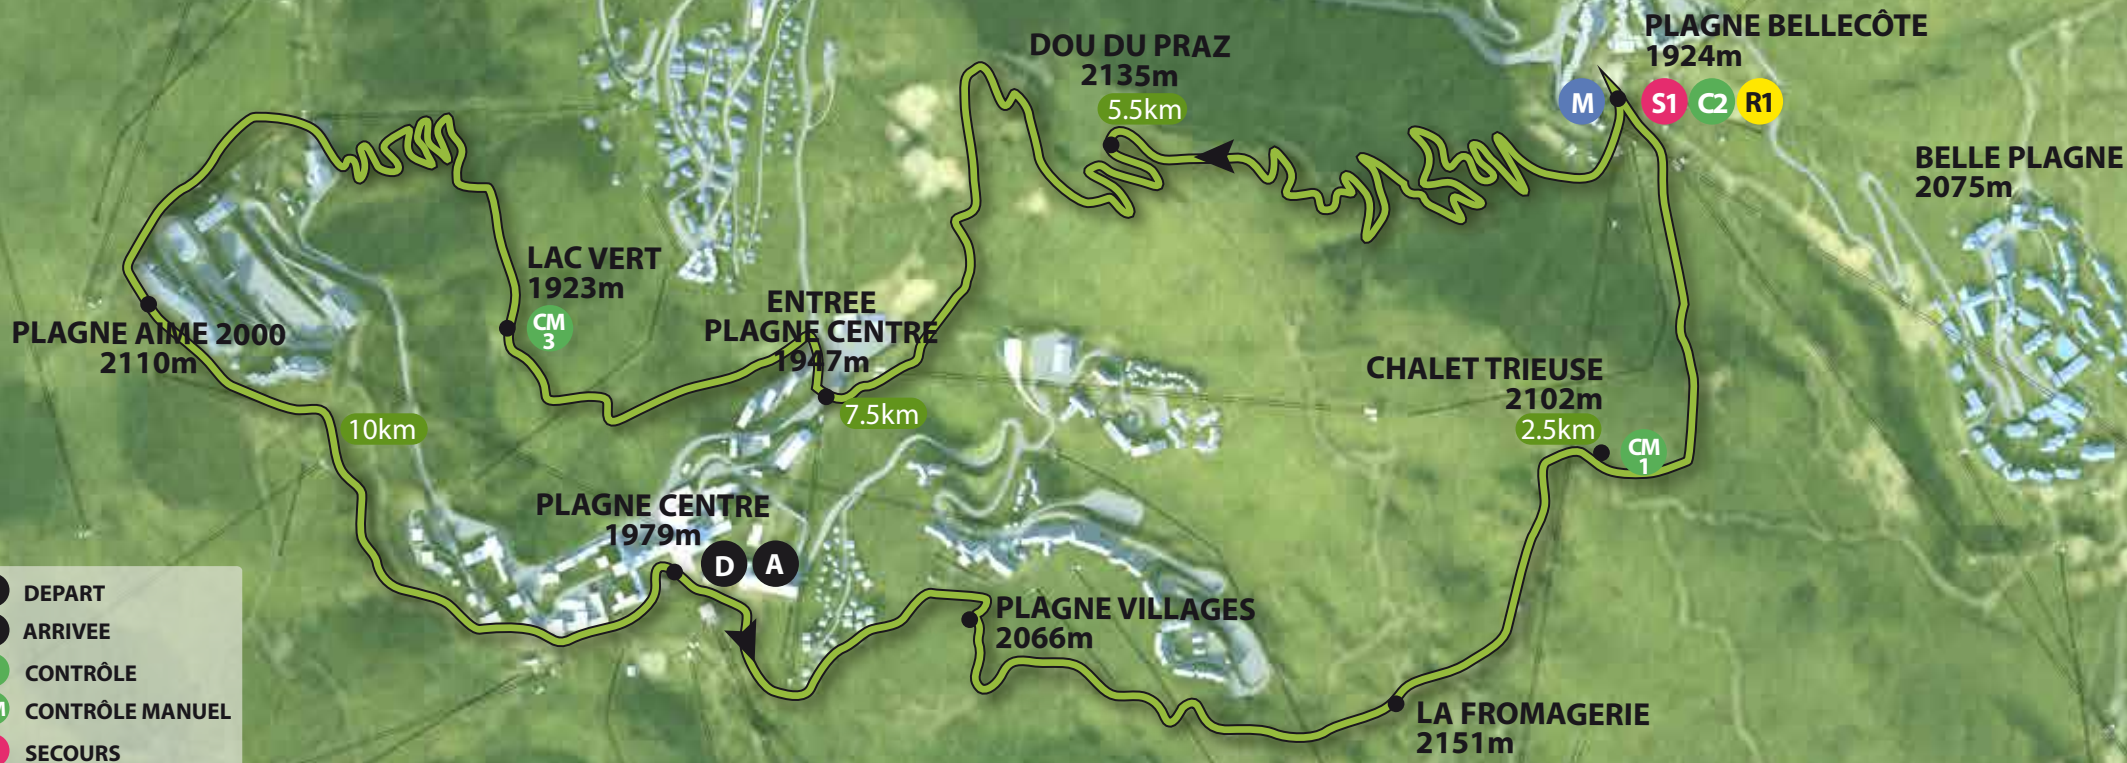 PLAGNE BELLECÔTE
1924m
M S1 C2 R1
DOU DU PRAZ
2135m
5.5km
BELLE PLAGNE
2075m
LAC VERT
1923m
CM
3
ENTREE
PLAGNE CENTRE
1947m
7.5km
PLAGNE AIME 2000
2110m
10km
CHALET TRIEUSE
2102m
2.5km
CM
1
PLAGNE CENTRE
1979m
D A
PLAGNE VILLAGES
2066m
LA FROMAGERIE
2151m
DEPART
ARRIVEE
CONTRÔLE
CONTRÔLE MANUEL
SECOURS